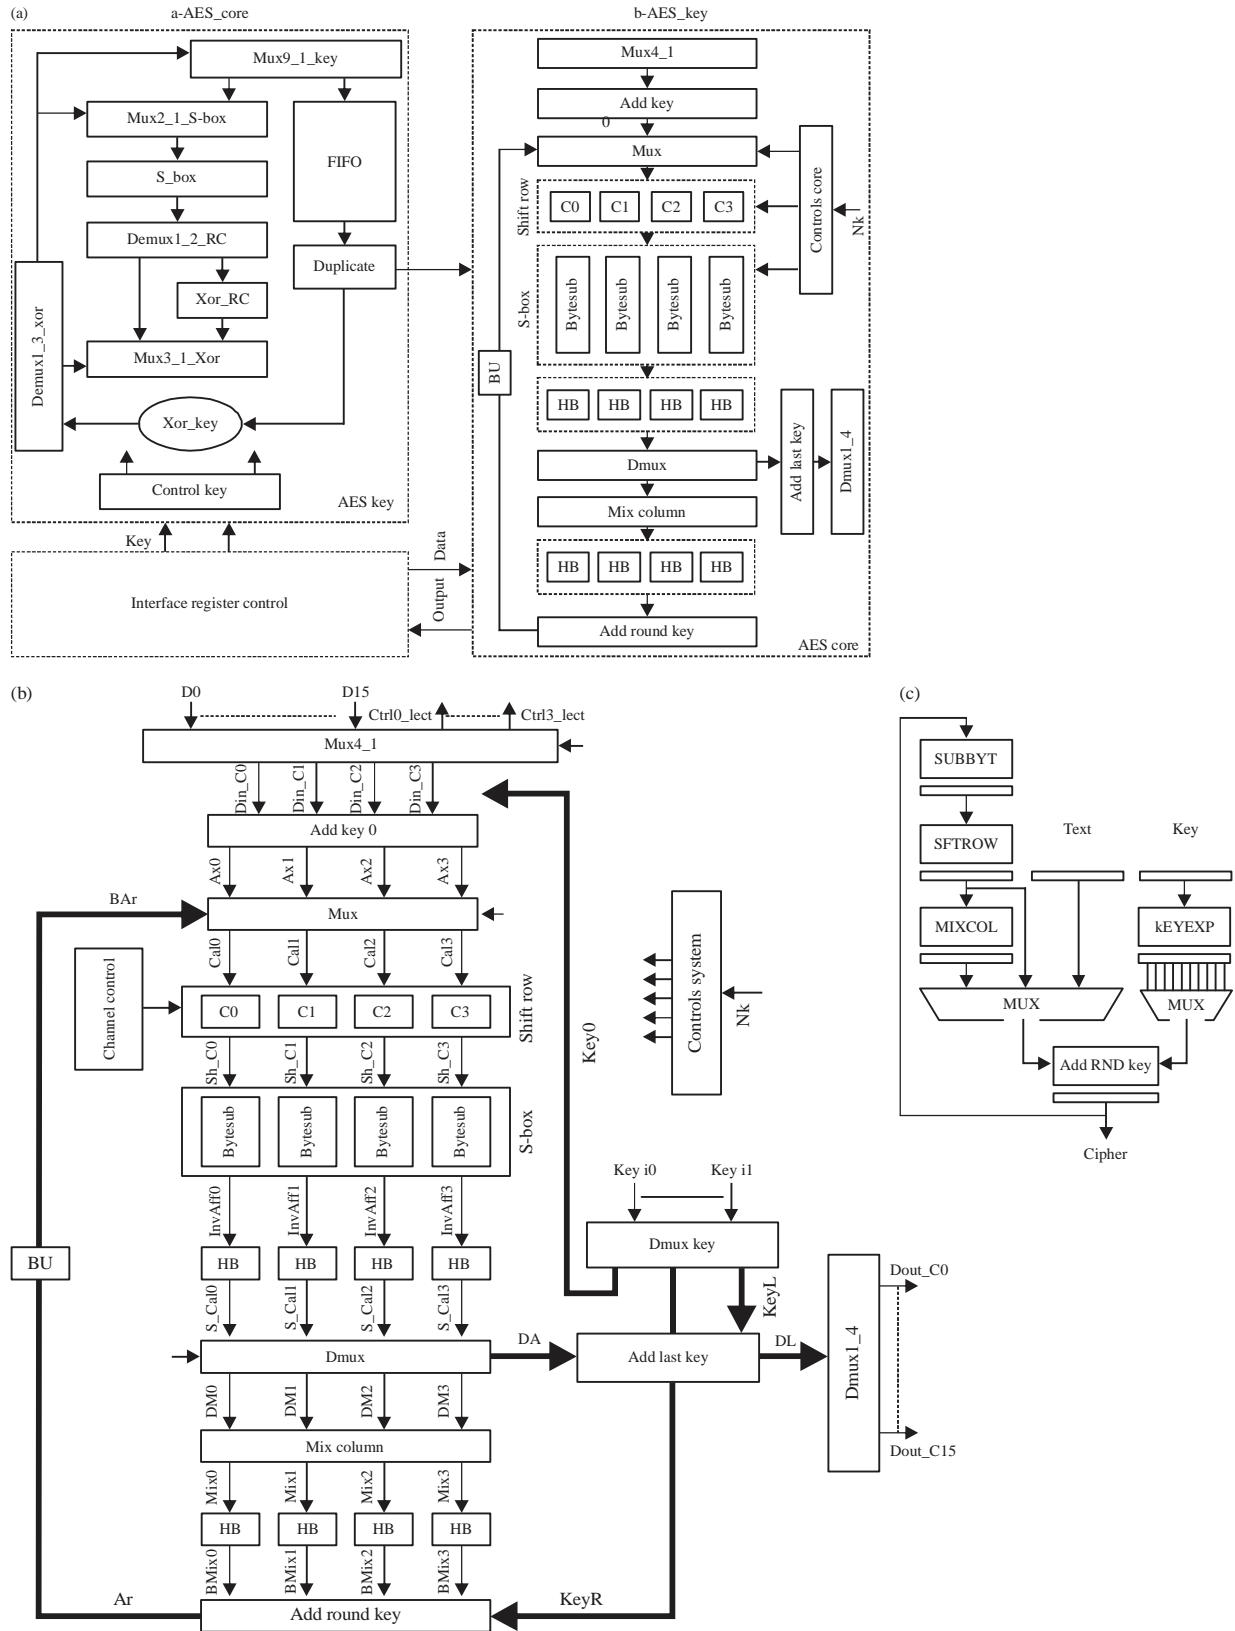 (a)
a-AES_core
b-AES_key
Mux9_1_key
Mux2_1_S-box
S_box
Demux1_2_RC
Xor_RC
Mux3_1_Xor
Demux1_3_xor
FIFO
Duplicate
Xor_key
Control key
AES key
Key
Interface register control
Data
Output
Mux4_1
Add key
0
Mux
Shift row
C0 C1 C2 C3
Controls core
Nk
S-box
Bytesub Bytesub Bytesub Bytesub
BU
HB HB HB HB
Dmux
Add last key
Dmux1_4
Mix column
HB HB HB HB
Add round key
AES core
(b)
D0 D15
Ctrl0_lect Ctrl3_lect
Mux4_1
Din_C0 Din_C1 Din_C2 Din_C3
Add key 0
Ax0 Ax1 Ax2 Ax3
BAr
Mux
Cal0 Cal1 Cal2 Cal3
Channel control
C0 C1 C2 C3
Shift row
Sh_C0 Sh_C1 Sh_C2 Sh_C3
Bytesub Bytesub Bytesub Bytesub
S-box
InvAff0 InvAff1 InvAff2 InvAff3
BU
HB HB HB HB
S_Cal0 S_Cal1 S_Cal2 S_Cal3
Dmux
DA
DM0 DM1 DM2 DM3
Mix column
Mix0 Mix1 Mix2 Mix3
HB HB HB HB
BMix0 BMix1 BMix2 BMix3
Ar
Add round key
KeyR
Key0
Controls system
Nk
Key i0 Key i1
Dmux key
KeyL
Add last key
DL
Dmux1_4
Dout_C0
Dout_C15
(c)
SUBBYT
SFTROW
Text
Key
MIXCOL
kEYEXP
MUX
MUX
Add RND key
Cipher